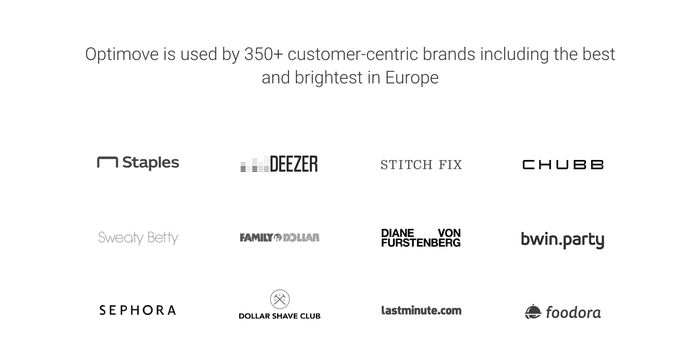 Optimove is used by 350+ customer-centric brands including the best
and brightest in Europe
Staples
DEEZER
STITCH FIX
CHUBB
Sweaty Betty
FAMILY DOLLAR
DIANE VON
FURSTENBERG
bwin.party
SEPHORA
DOLLAR SHAVE CLUB
lastminute.com
foodora